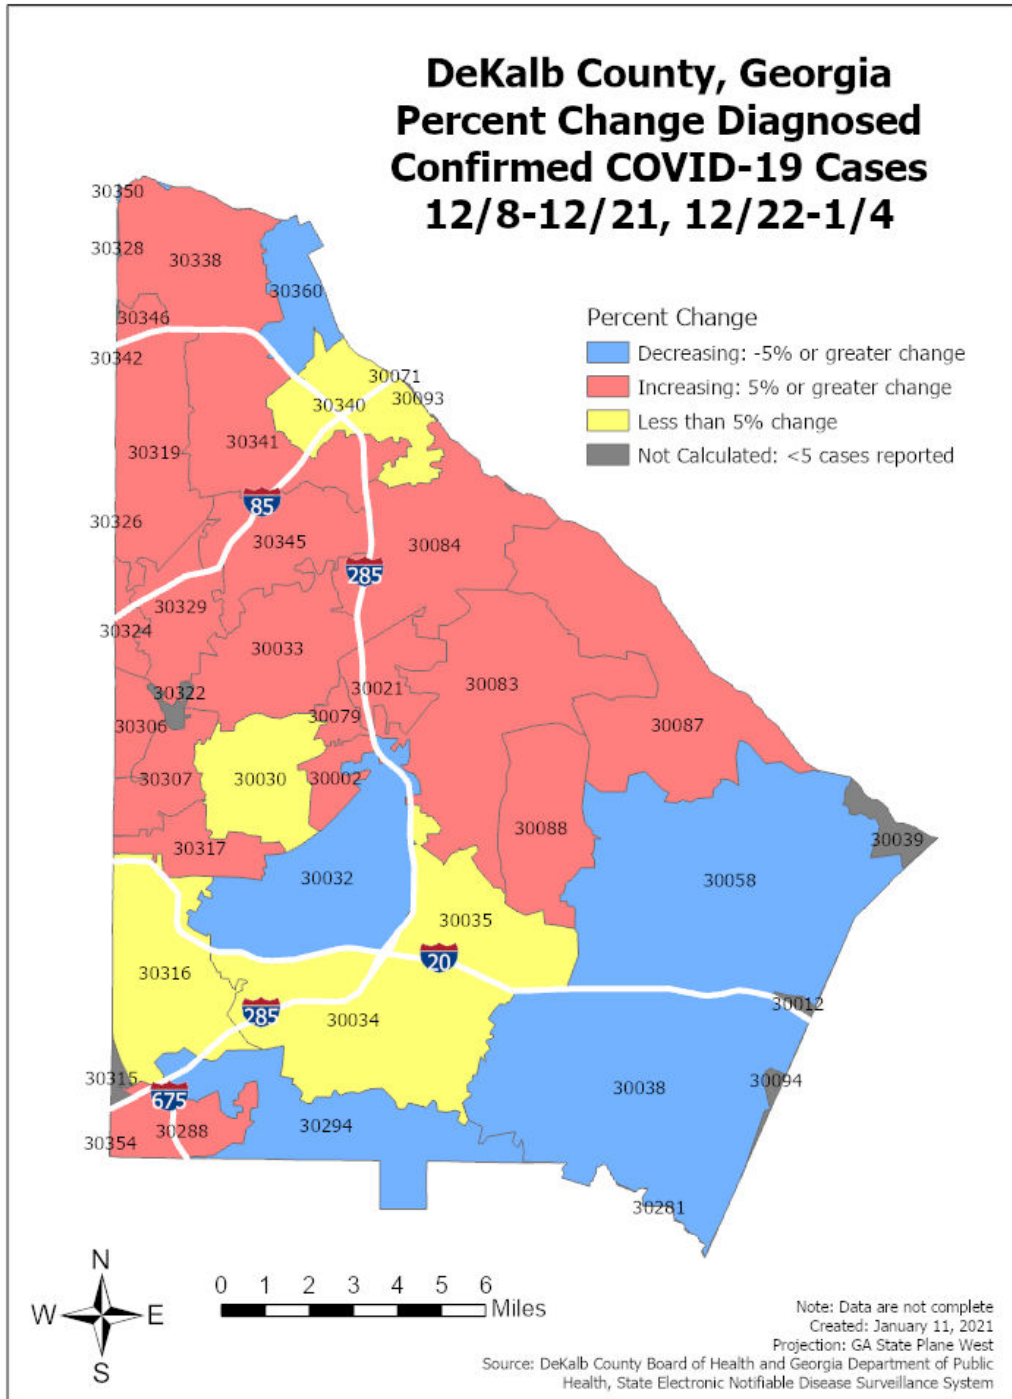 DeKalb County, Georgia
Percent Change Diagnosed
Confirmed COVID-19 Cases
12/8-12/21, 12/22-1/4
Percent Change
Decreasing: -5% or greater change
Increasing: 5% or greater change
Less than 5% change
Not Calculated: <5 cases reported
30350
30328
30338
30360
30346
30342
30071
30093
30340
30319
30341
85
30326
30345
30084
285
30329
30324
30033
30322
30021
30083
30306
30079
30087
30307
30030
30002
30317
30088
30039
30032
30058
30035
30316
20
30012
285
30034
30315
675
30038
30094
30354
30288
30294
30281
N
W
E
S
0 1 2 3 4 5 6
Miles
Note: Data are not complete
Created: January 11, 2021
Projection: GA State Plane West
Source: DeKalb County Board of Health and Georgia Department of Public
Health, State Electronic Notifiable Disease Surveillance System